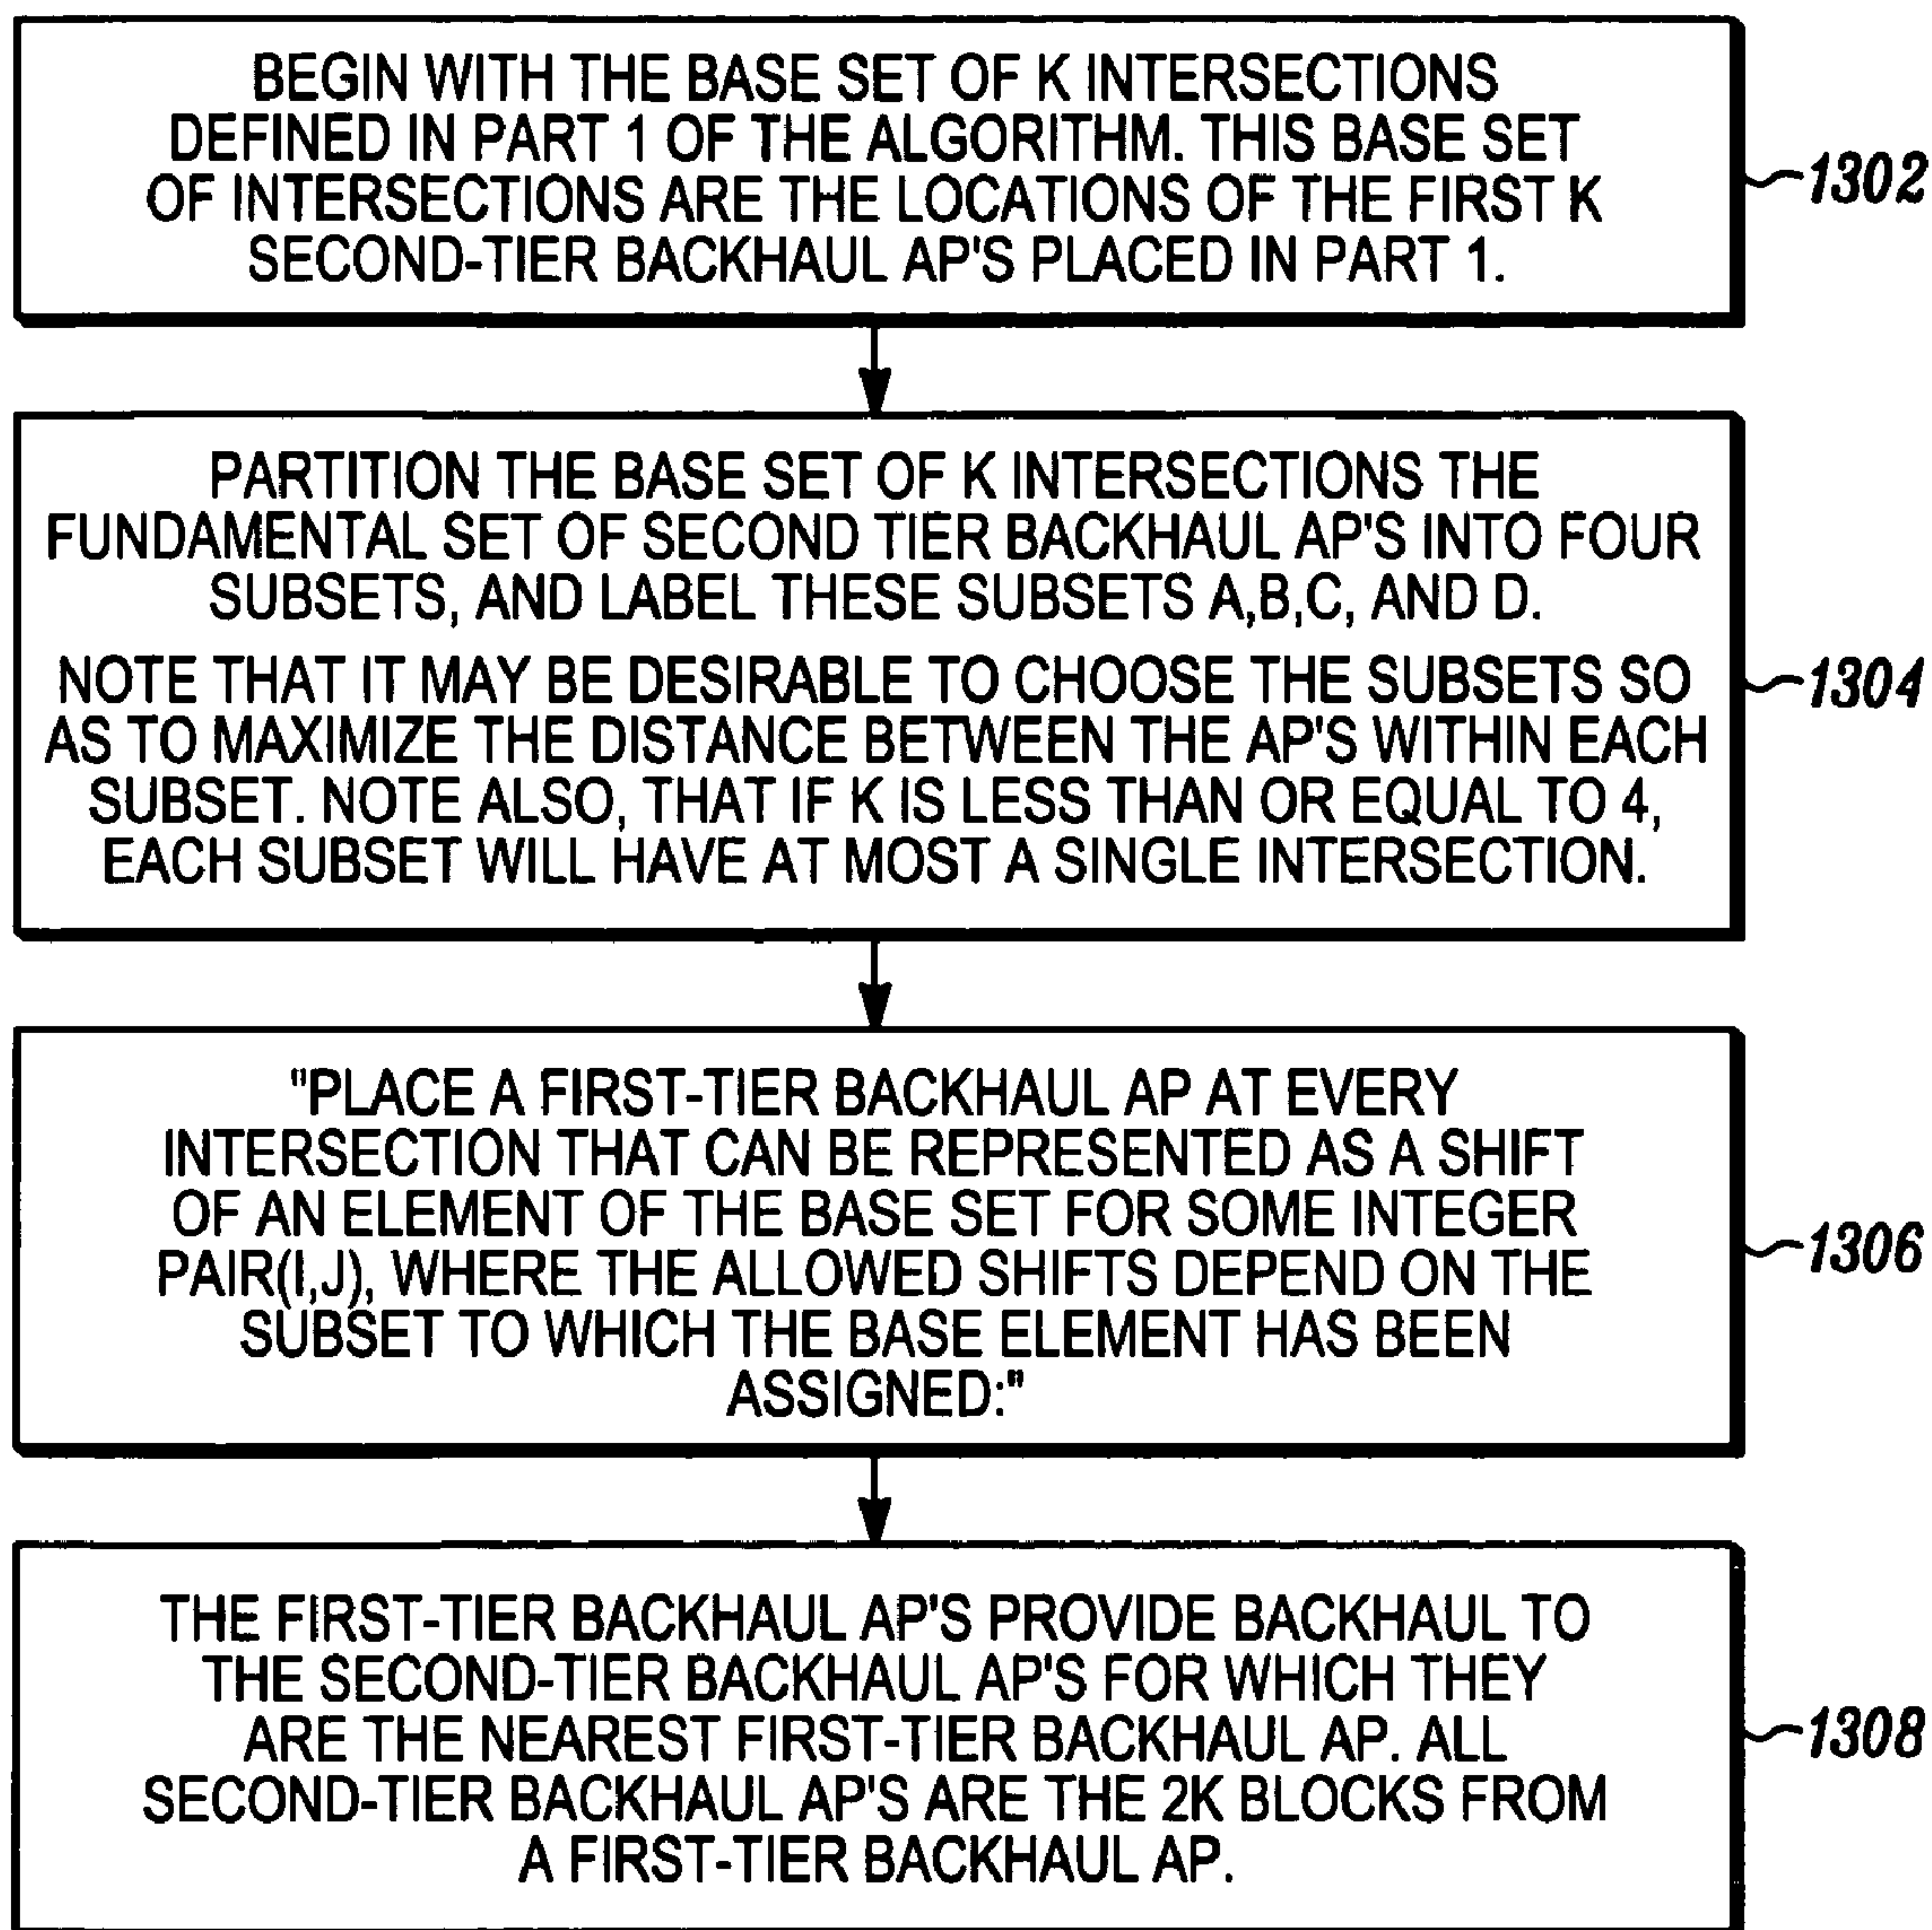 BEGIN WITH THE BASE SET OF K INTERSECTIONS
DEFINED IN PART 1 OF THE ALGORITHM. THIS BASE SET
OF INTERSECTIONS ARE THE LOCATIONS OF THE FIRST K
SECOND-TIER BACKHAUL AP'S PLACED IN PART 1.
1302
PARTITION THE BASE SET OF K INTERSECTIONS THE
FUNDAMENTAL SET OF SECOND TIER BACKHAUL AP'S INTO FOUR
SUBSETS, AND LABEL THESE SUBSETS A,B,C, AND D.
NOTE THAT IT MAY BE DESIRABLE TO CHOOSE THE SUBSETS SO
AS TO MAXIMIZE THE DISTANCE BETWEEN THE AP'S WITHIN EACH
SUBSET. NOTE ALSO, THAT IF K IS LESS THAN OR EQUAL TO 4,
EACH SUBSET WILL HAVE AT MOST A SINGLE INTERSECTION.
1304
"PLACE A FIRST-TIER BACKHAUL AP AT EVERY
INTERSECTION THAT CAN BE REPRESENTED AS A SHIFT
OF AN ELEMENT OF THE BASE SET FOR SOME INTEGER
PAIR(I,J), WHERE THE ALLOWED SHIFTS DEPEND ON THE
SUBSET TO WHICH THE BASE ELEMENT HAS BEEN
ASSIGNED:"
1306
THE FIRST-TIER BACKHAUL AP'S PROVIDE BACKHAUL TO
THE SECOND-TIER BACKHAUL AP'S FOR WHICH THEY
ARE THE NEAREST FIRST-TIER BACKHAUL AP. ALL
SECOND-TIER BACKHAUL AP'S ARE THE 2K BLOCKS FROM
A FIRST-TIER BACKHAUL AP.
1308